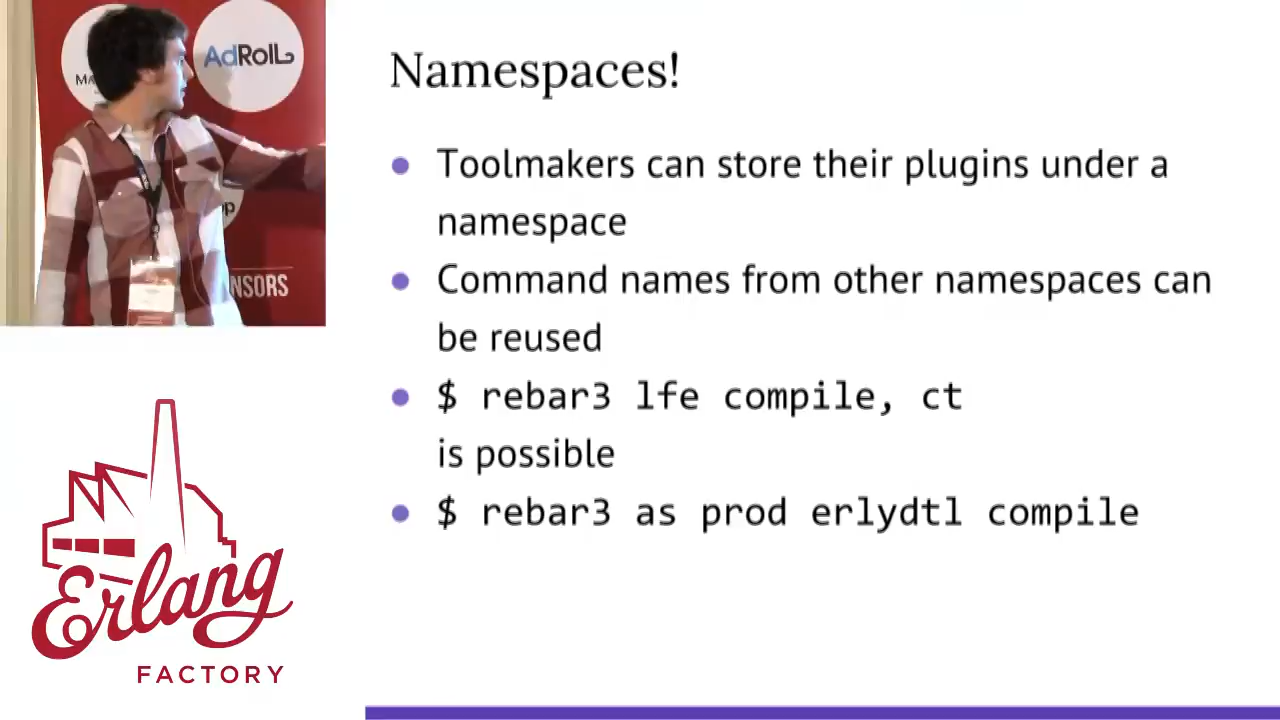 AdRoll
NSORS
Namespaces!
Toolmakers can store their plugins under a
namespace
Command names from other namespaces can
be reused
$ rebar3 lfe compile, ct
is possible
$ rebar3 as prod erlydtl compile
Erlang
FACTORY